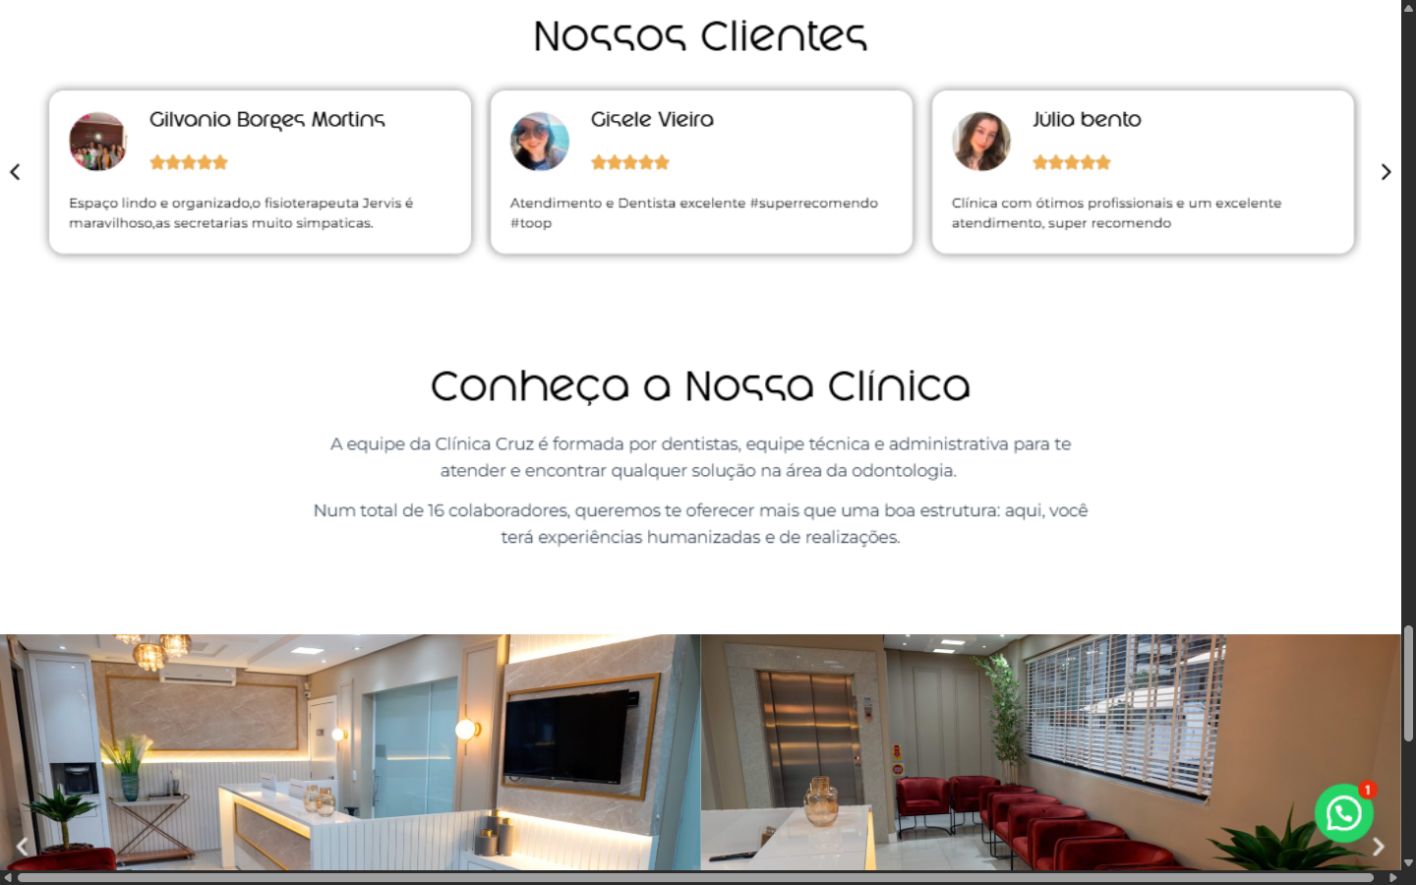 Nossos Clientes
Gilvania Borges Martins
Espaço lindo e organizado,o fisioterapeuta Jervis é
maravilhoso,as secretarias muito simpaticas.
Gisele Vieira
Atendimento e Dentista excelente #superrecomendo
#toop
Júlia bento
Clínica com ótimos profissionais e um excelente
atendimento, super recomendo
Conheça a Nossa Clínica
A equipe da Clínica Cruz é formada por dentistas, equipe técnica e administrativa para te
atender e encontrar qualquer solução na área da odontologia.
Num total de 16 colaboradores, queremos te oferecer mais que uma boa estrutura: aqui, você
terá experiências humanizadas e de realizações.
1